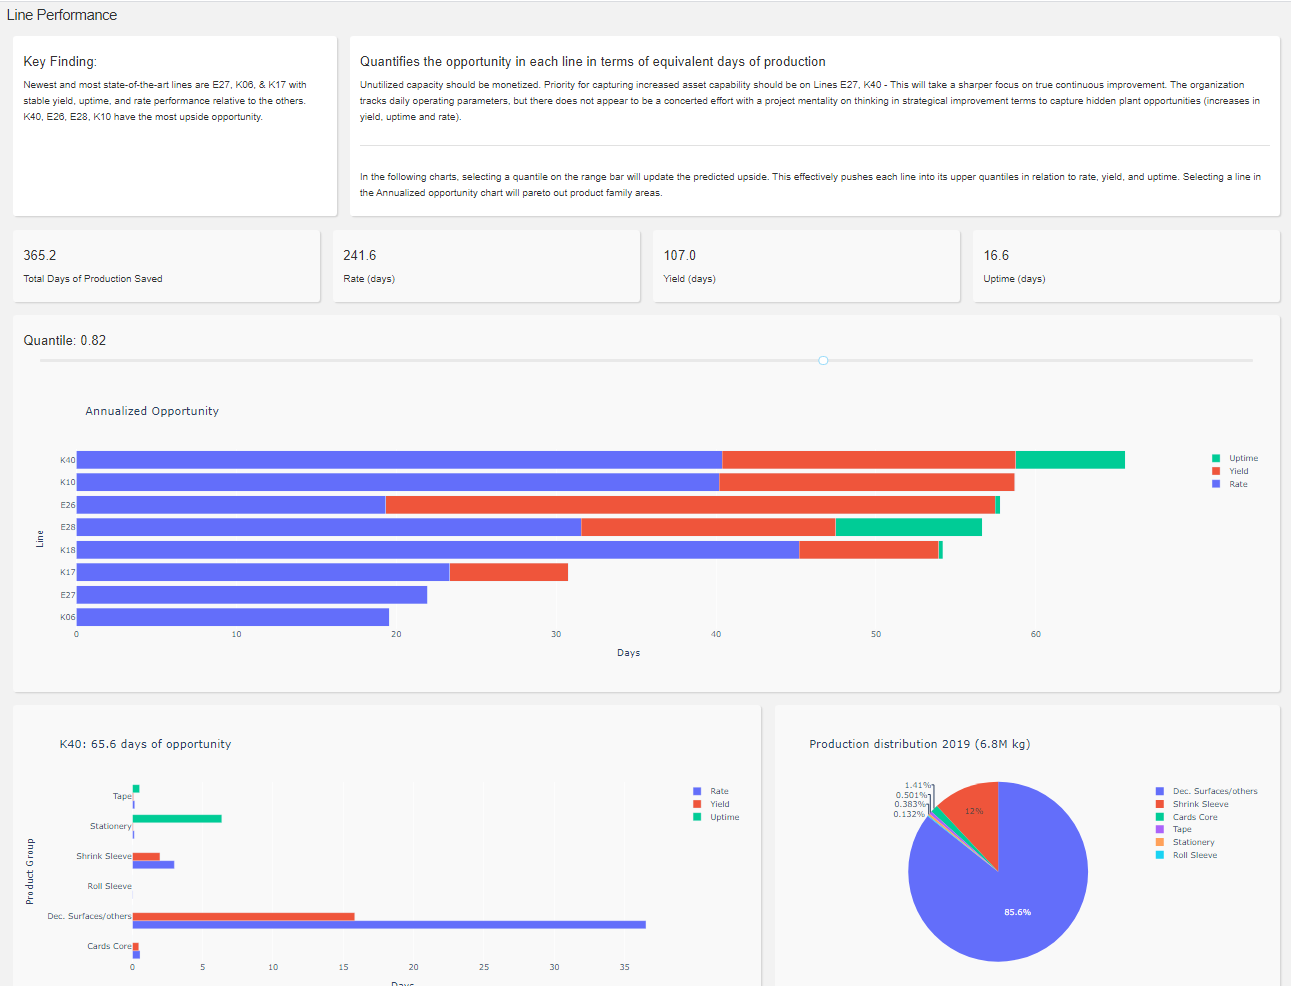 Line Performance
Key Finding:
Newest and most state-of-the-art lines are E27, K06, & K17 with
stable yield, uptime, and rate performance relative to the others.
K40, E26, E28, K10 have the most upside opportunity.
Quantifies the opportunity in each line in terms of equivalent days of production
Unutilized capacity should be monetized. Priority for capturing increased asset capability should be on Lines E27, K40 - This will take a sharper focus on true continuous improvement. The organization
tracks daily operating parameters, but there does not appear to be a concerted effort with a project mentality on thinking in strategical improvement terms to capture hidden plant opportunities (increases in
yield, uptime and rate).
In the following charts, selecting a quantile on the range bar will update the predicted upside. This effectively pushes each line into its upper quantiles in relation to rate, yield, and uptime. Selecting a line in
the Annualized opportunity chart will pareto out product family areas.
365.2
Total Days of Production Saved
241.6
Rate (days)
107.0
Yield (days)
16.6
Uptime (days)
Quantile: 0.82
Annualized Opportunity
K40
K10
E26
E28
K18
K17
E27
K06
Line
0 10 20 30 40 50 60
Days
Uptime
Yield
Rate
K40: 65.6 days of opportunity
Tape
Stationery
Shrink Sleeve
Roll Sleeve
Dec. Surfaces/others
Cards Core
Product Group
0 5 10 15 20 25 30 35
Days
Rate
Yield
Uptime
Production distribution 2019 (6.8M kg)
1.41%
0.501%
0.383%
0.132%
12%
85.6%
Dec. Surfaces/others
Shrink Sleeve
Cards Core
Tape
Stationery
Roll Sleeve